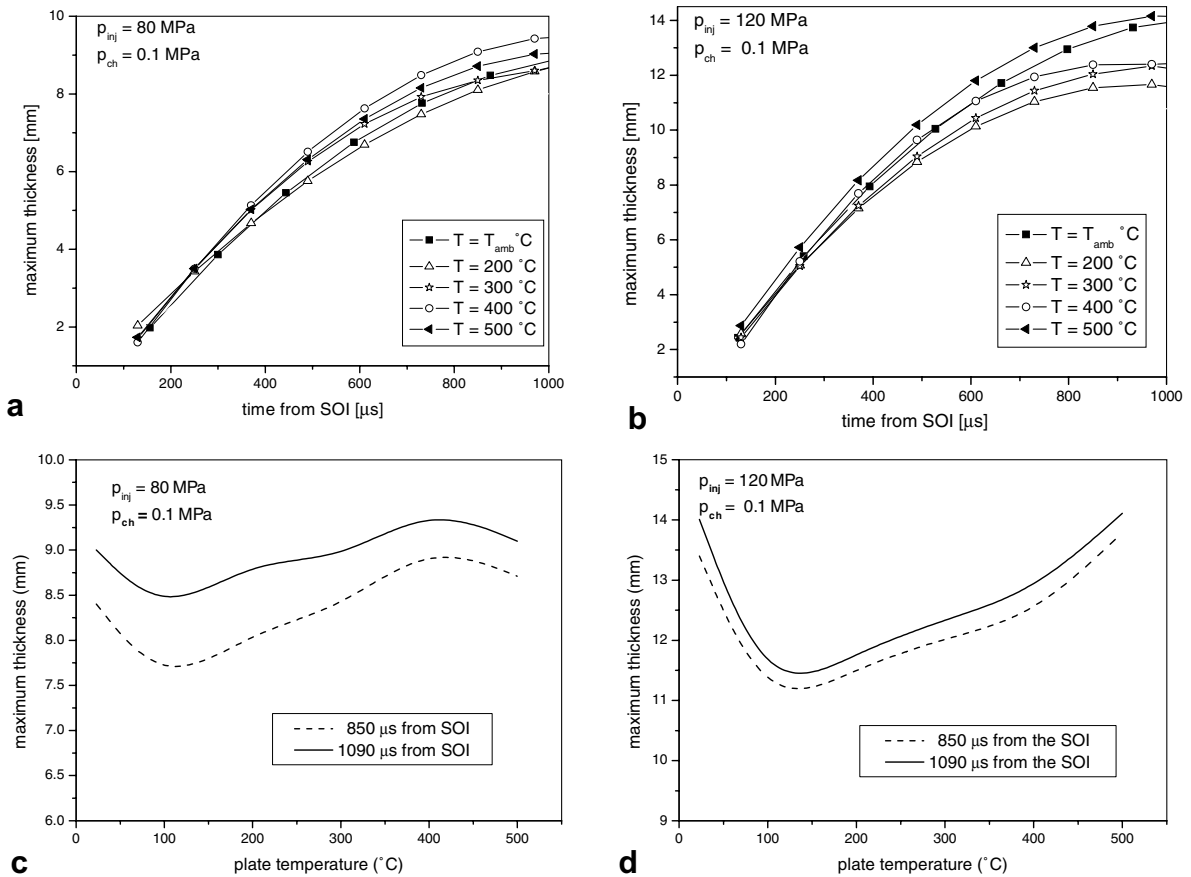 p_inj = 80 MPa
p_ch = 0.1 MPa
maximum thickness [mm]
10
8
6
4
2
T = T_amb °C
T = 200 °C
T = 300 °C
T = 400 °C
T = 500 °C
0 200 400 600 800 1000
time from SOI [µs]
a
p_inj = 120 MPa
p_ch = 0.1 MPa
maximum thickness [mm]
14
12
10
8
6
4
2
T = T_amb °C
T = 200 °C
T = 300 °C
T = 400 °C
T = 500 °C
0 200 400 600 800 1000
time from SOI [µs]
b
p_inj = 80 MPa
p_ch = 0.1 MPa
maximum thickness (mm)
10.0
9.5
9.0
8.5
8.0
7.5
7.0
6.5
6.0
850 µs from SOI
1090 µs from SOI
0 100 200 300 400 500
plate temperature (°C)
c
p_inj = 120 MPa
p_ch = 0.1 MPa
maximum thickness (mm)
15
14
13
12
11
10
9
850 µs from the SOI
1090 µs from the SOI
0 100 200 300 400 500
plate temperature (°C)
d